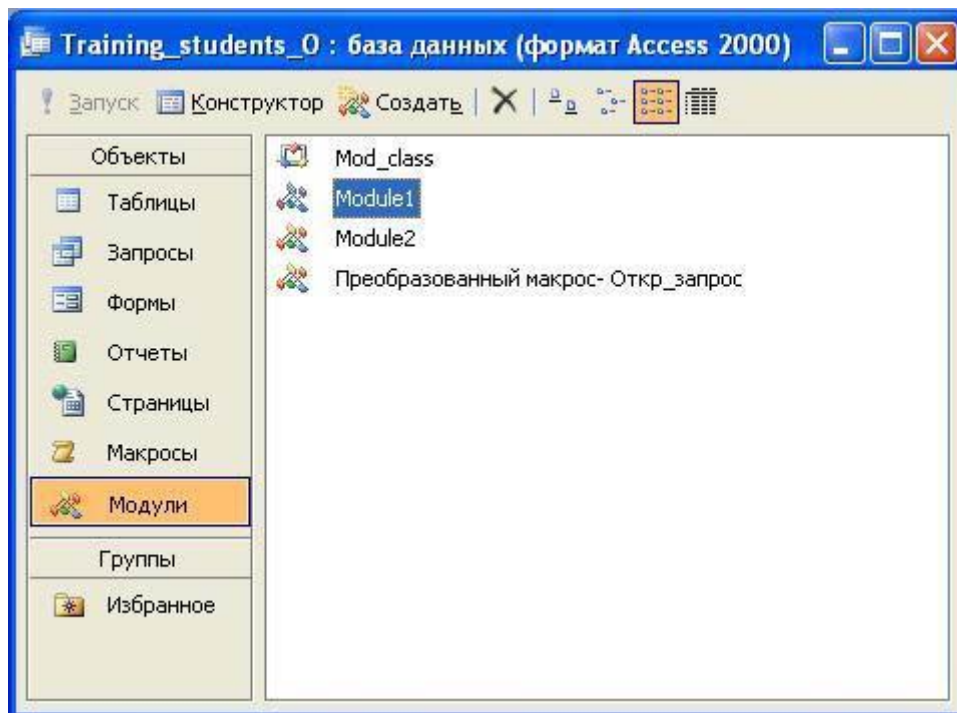 Training_students_0 : база данных (формат Access 2000)
Запуск Конструктор Создать
Объекты
Таблицы
Запросы
Формы
Отчеты
Страницы
Макросы
Модули
Группы
Избранное
Mod_class
Module1
Module2
Преобразованный макрос- Откр_запрос